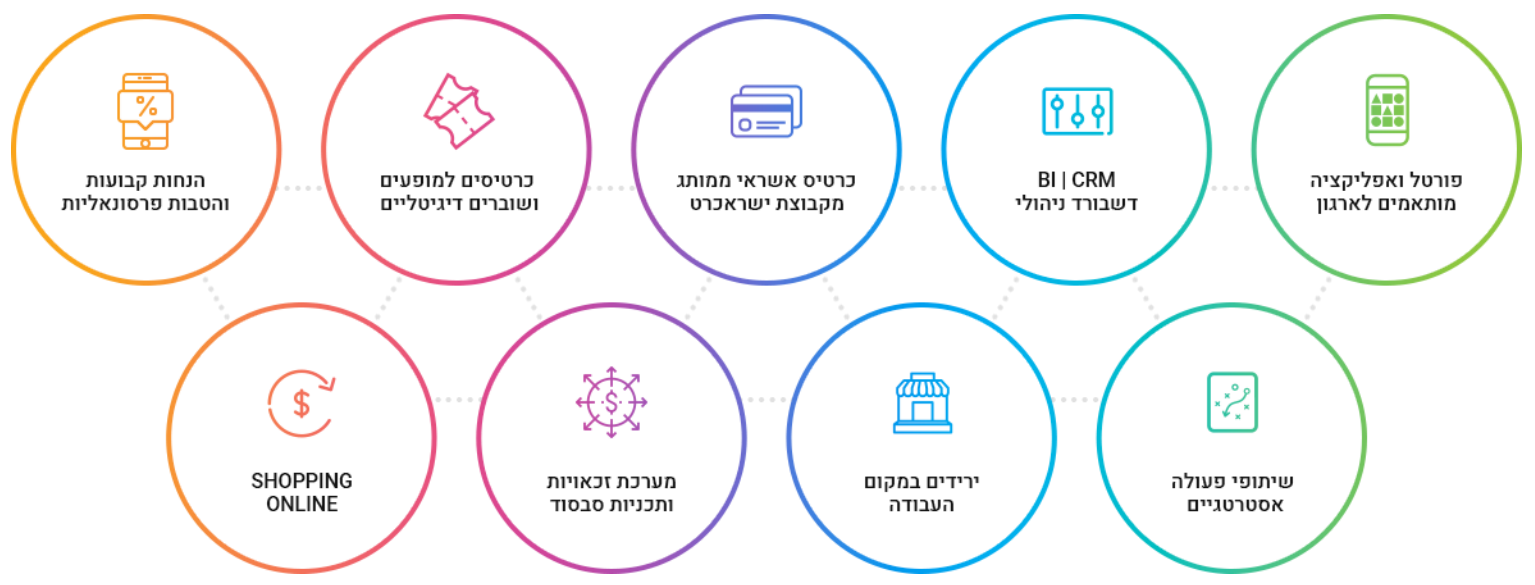 פורטל ואפליקציה
מותאמים לארגון
BI | CRM
דשבורד ניהולי
כרטיס אשראי ממותג
מקבוצת ישראכרט
כרטיסים למופעים
ושוברים דיגיטליים
הנחות קבועות
והטבות פרסונאליות
שיתופי פעולה
אסטרטגיים
ירידים במקום
העבודה
מערכת זכאויות
ותכניות סבסוד
SHOPPING
ONLINE